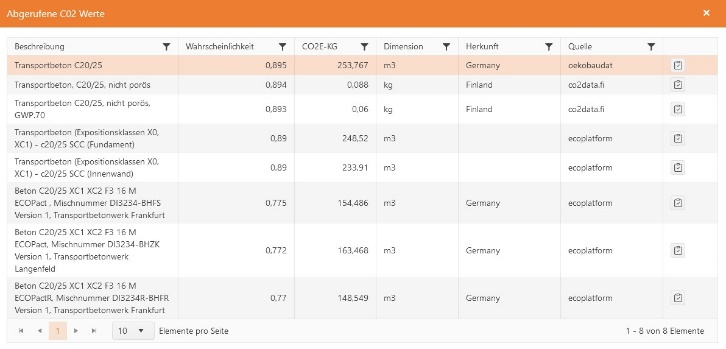 Abgerufene C02 Werte ×
Beschreibung Wahrscheinlichkeit CO2E-KG Dimension Herkunft Quelle
Transportbeton C20/25 0,895 253,767 m3 Germany oekobaudat
Transportbeton, C20/25, nicht porös 0,894 0,088 kg Finland co2data.fi
Transportbeton C20/25, nicht porös,
GWP.70 0,893 0,06 kg Finland co2data.fi
Transportbeton (Expositionsklassen X0,
XC1) - c20/25 SCC (Fundament) 0,89 248,52 m3 ecoplatform
Transportbeton (Expositionsklassen X0,
XC1) - c20/25 SCC (Innenwand) 0,89 233,91 m3 ecoplatform
Beton C20/25 XC1 XC2 F3 16 M
ECOPact , Mischnummer DI3234-BHFS
Version 1, Transportbetonwerk Frankfurt 0,775 154,486 m3 Germany ecoplatform
Beton C20/25 XC1 XC2 F3 16 M
ECOPact, Mischnummer DI3234-BHZK
Version 1, Transportbetonwerk
Langenfeld 0,772 163,468 m3 Germany ecoplatform
Beton C20/25 XC1 XC2 F3 16 M
ECOPactR, Mischnummer DI3234R-BHFR
Version 1, Transportbetonwerk Frankfurt 0,77 148,549 m3 Germany ecoplatform
1 10 Elemente pro Seite 1 - 8 von 8 Elemente